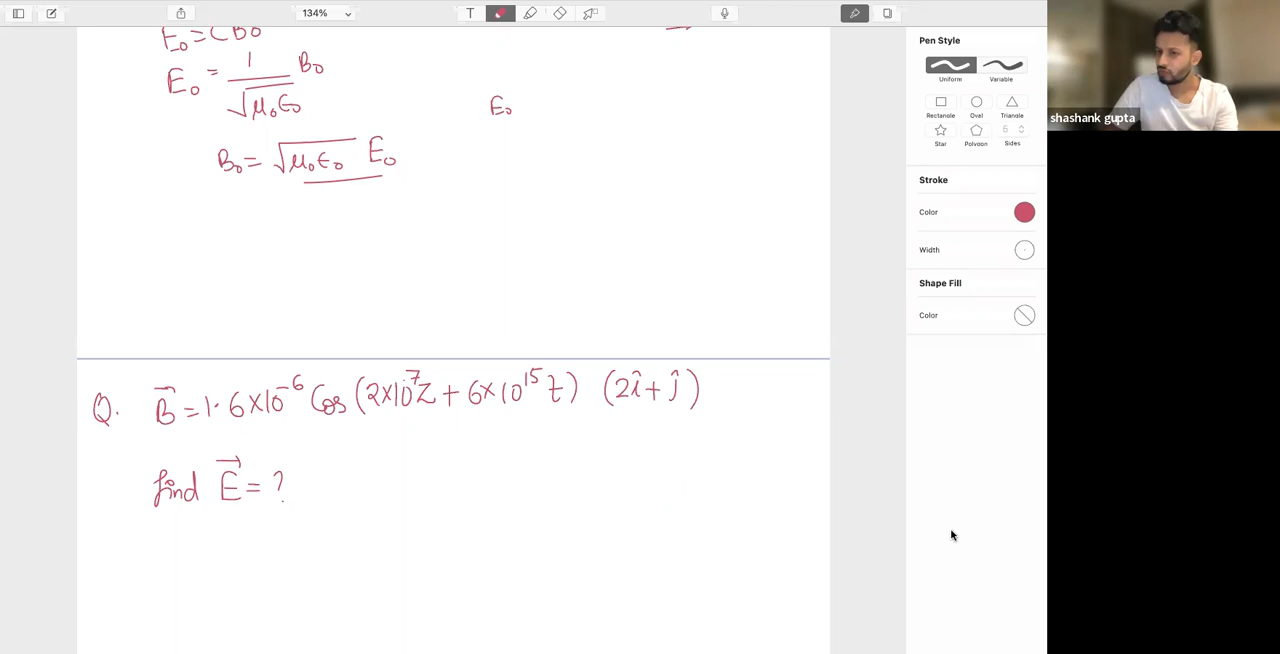 134%
T
E₀ = CB₀
E₀ = 1/√μ₀ϵ₀ B₀
E₀
B₀ = √μ₀ϵ₀ E₀
Q. B⃗ = 1.6×10⁻⁶ Cos (2×10⁷z + 6×10¹⁵t) (2î + ĵ)
find E⃗ = ?
Pen Style
Uniform Variable
Rectangle Oval Triangle
5
Star Polygon Sides
Stroke
Color
Width
Shape Fill
Color
shashank gupta